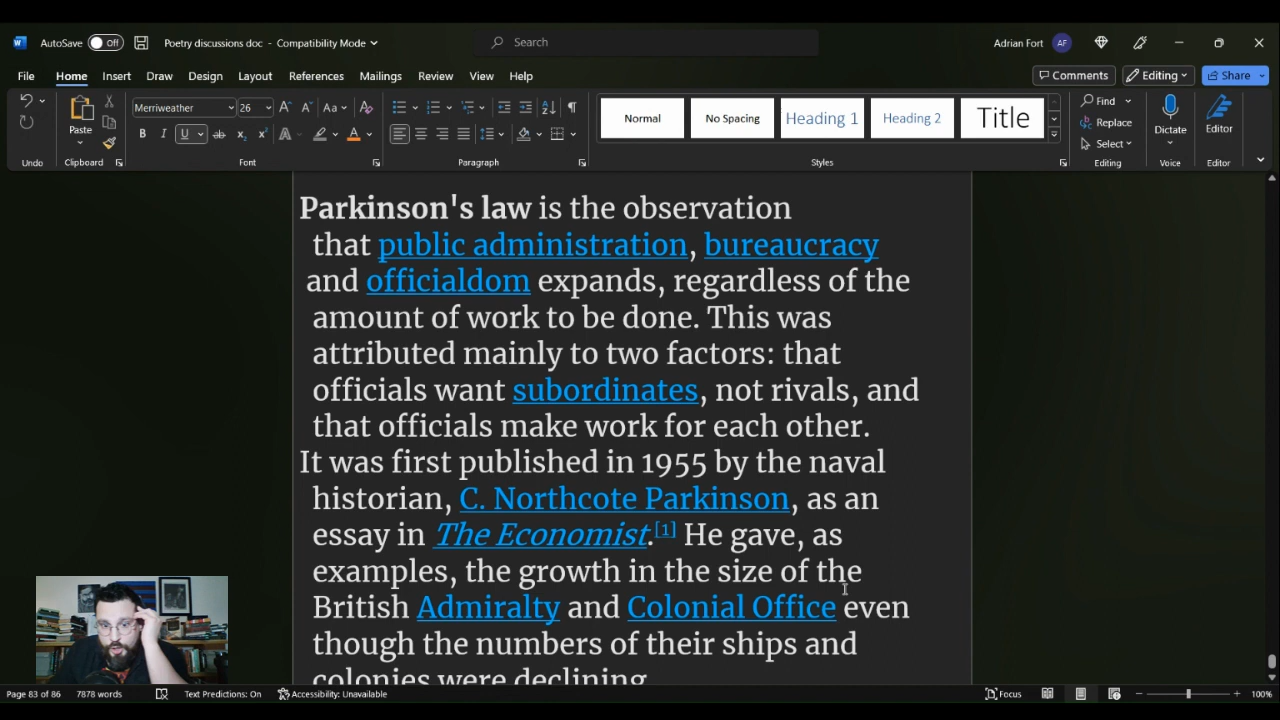 AutoSave Off Poetry discussions doc - Compatibility Mode Search Adrian Fort AF
File Home Insert Draw Design Layout References Mailings Review View Help Comments Editing Share
Paste Merriweather 26 A A Aa A Normal No Spacing Heading 1 Heading 2 Title Find Replace Select Dictate Editor
B I U ab x₂ x² A A
Undo Clipboard Font Paragraph Styles Editing Voice Editor
Parkinson's law is the observation
that public administration, bureaucracy
and officialdom expands, regardless of the
amount of work to be done. This was
attributed mainly to two factors: that
officials want subordinates, not rivals, and
that officials make work for each other.
It was first published in 1955 by the naval
historian, C. Northcote Parkinson, as an
essay in The Economist.[1] He gave, as
examples, the growth in the size of the
British Admiralty and Colonial Office even
though the numbers of their ships and
colonies were declining.
Page 83 of 86 7878 words Text Predictions: On Accessibility: Unavailable Focus 100%